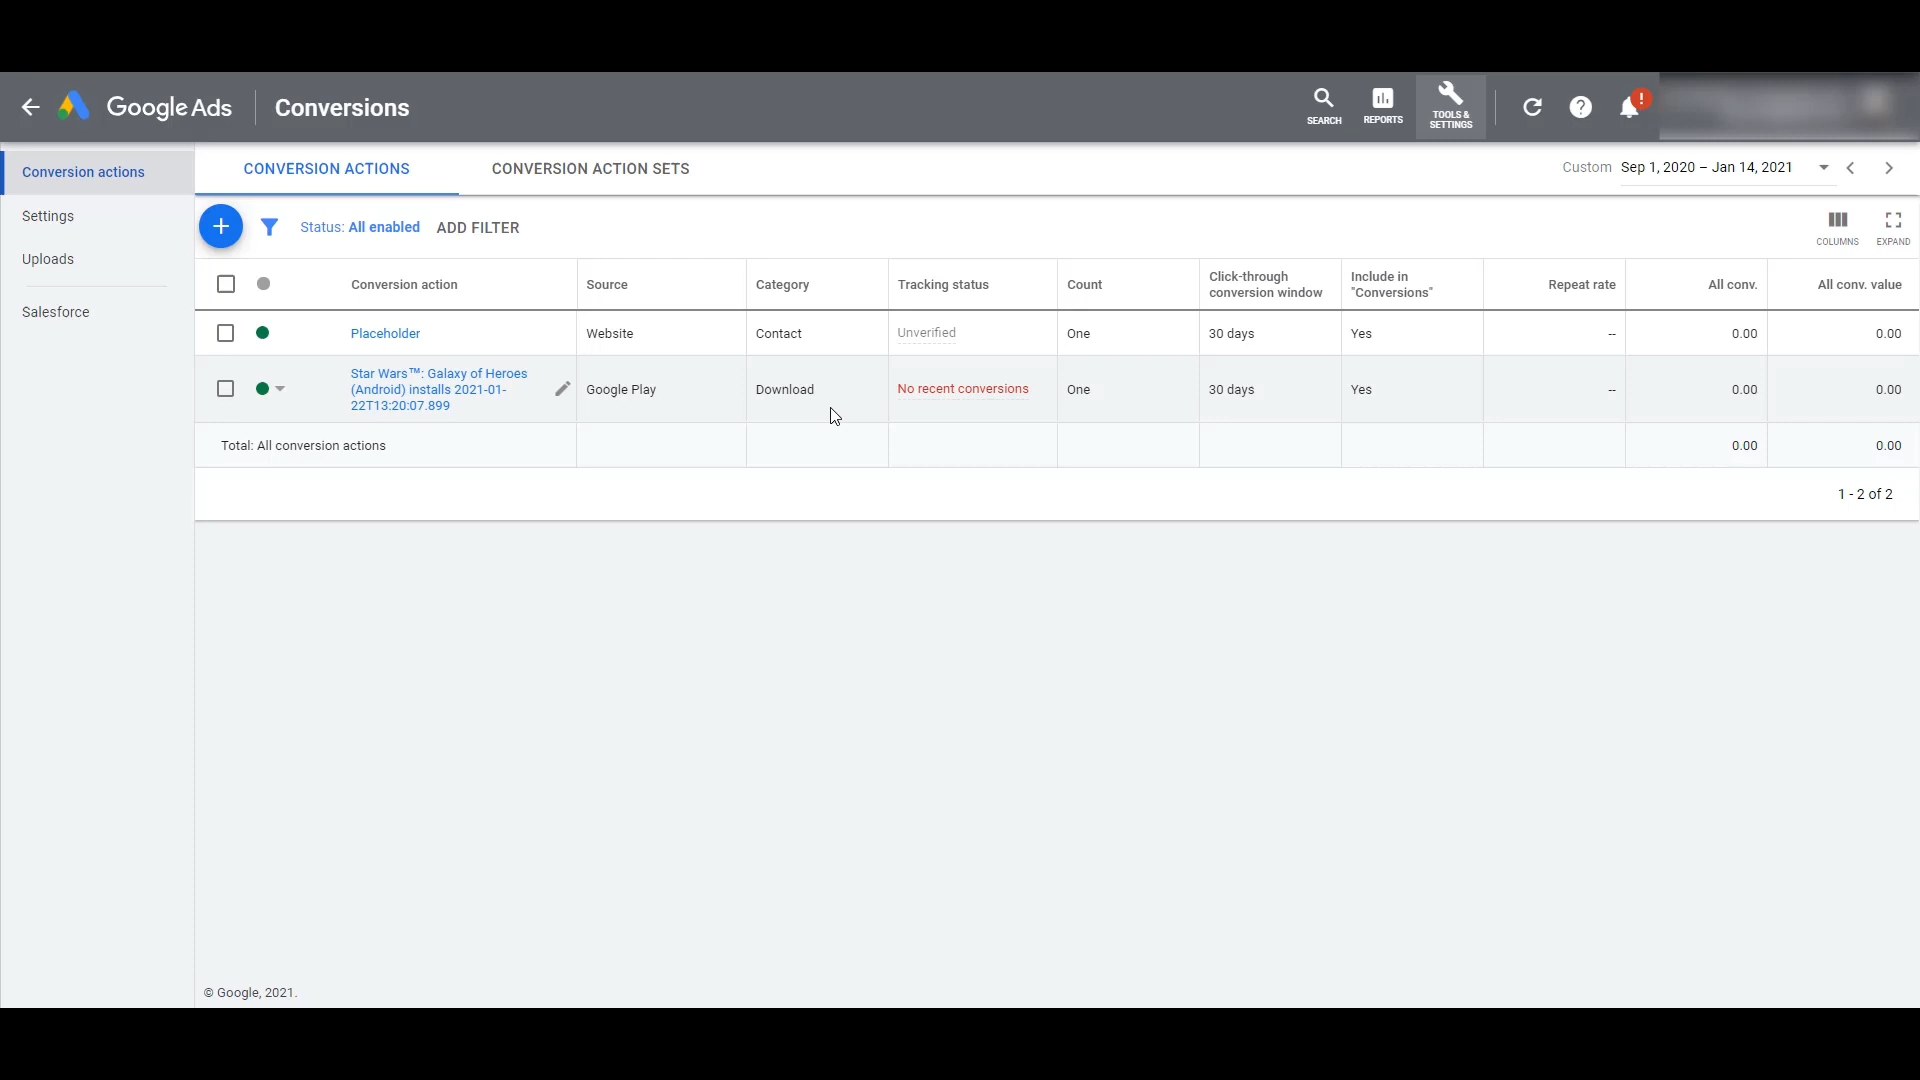 Google Ads
Conversions
SEARCH
REPORTS
TOOLS &
SETTINGS
!
Conversion actions
Settings
Uploads
Salesforce
CONVERSION ACTIONS
CONVERSION ACTION SETS
Custom Sep 1, 2020 – Jan 14, 2021
Status: All enabled
ADD FILTER
COLUMNS
EXPAND
Conversion action
Source
Category
Tracking status
Count
Click-through
conversion window
Include in
"Conversions"
Repeat rate
All conv.
All conv. value
Placeholder
Website
Contact
Unverified
One
30 days
Yes
--
0.00
0.00
Star Wars™: Galaxy of Heroes
(Android) installs 2021-01-
22T13:20:07.899
Google Play
Download
No recent conversions
One
30 days
Yes
--
0.00
0.00
Total: All conversion actions
0.00
0.00
1 - 2 of 2
© Google, 2021.